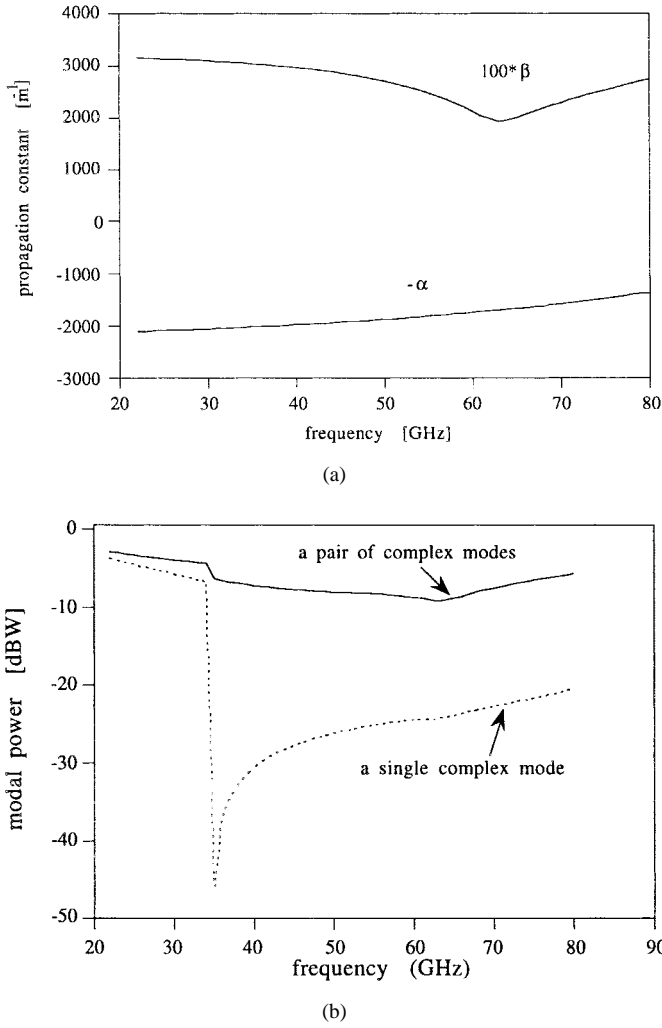 4000
3000
2000
1000
0
-1000
-2000
-3000
propagation constant [m⁻¹]
100*β
-α
20 30 40 50 60 70 80
frequency [GHz]
(a)
0
-10
-20
-30
-40
-50
modal power [dBW]
a pair of complex modes
a single complex mode
20 30 40 50 60 70 80 90
frequency (GHz)
(b)